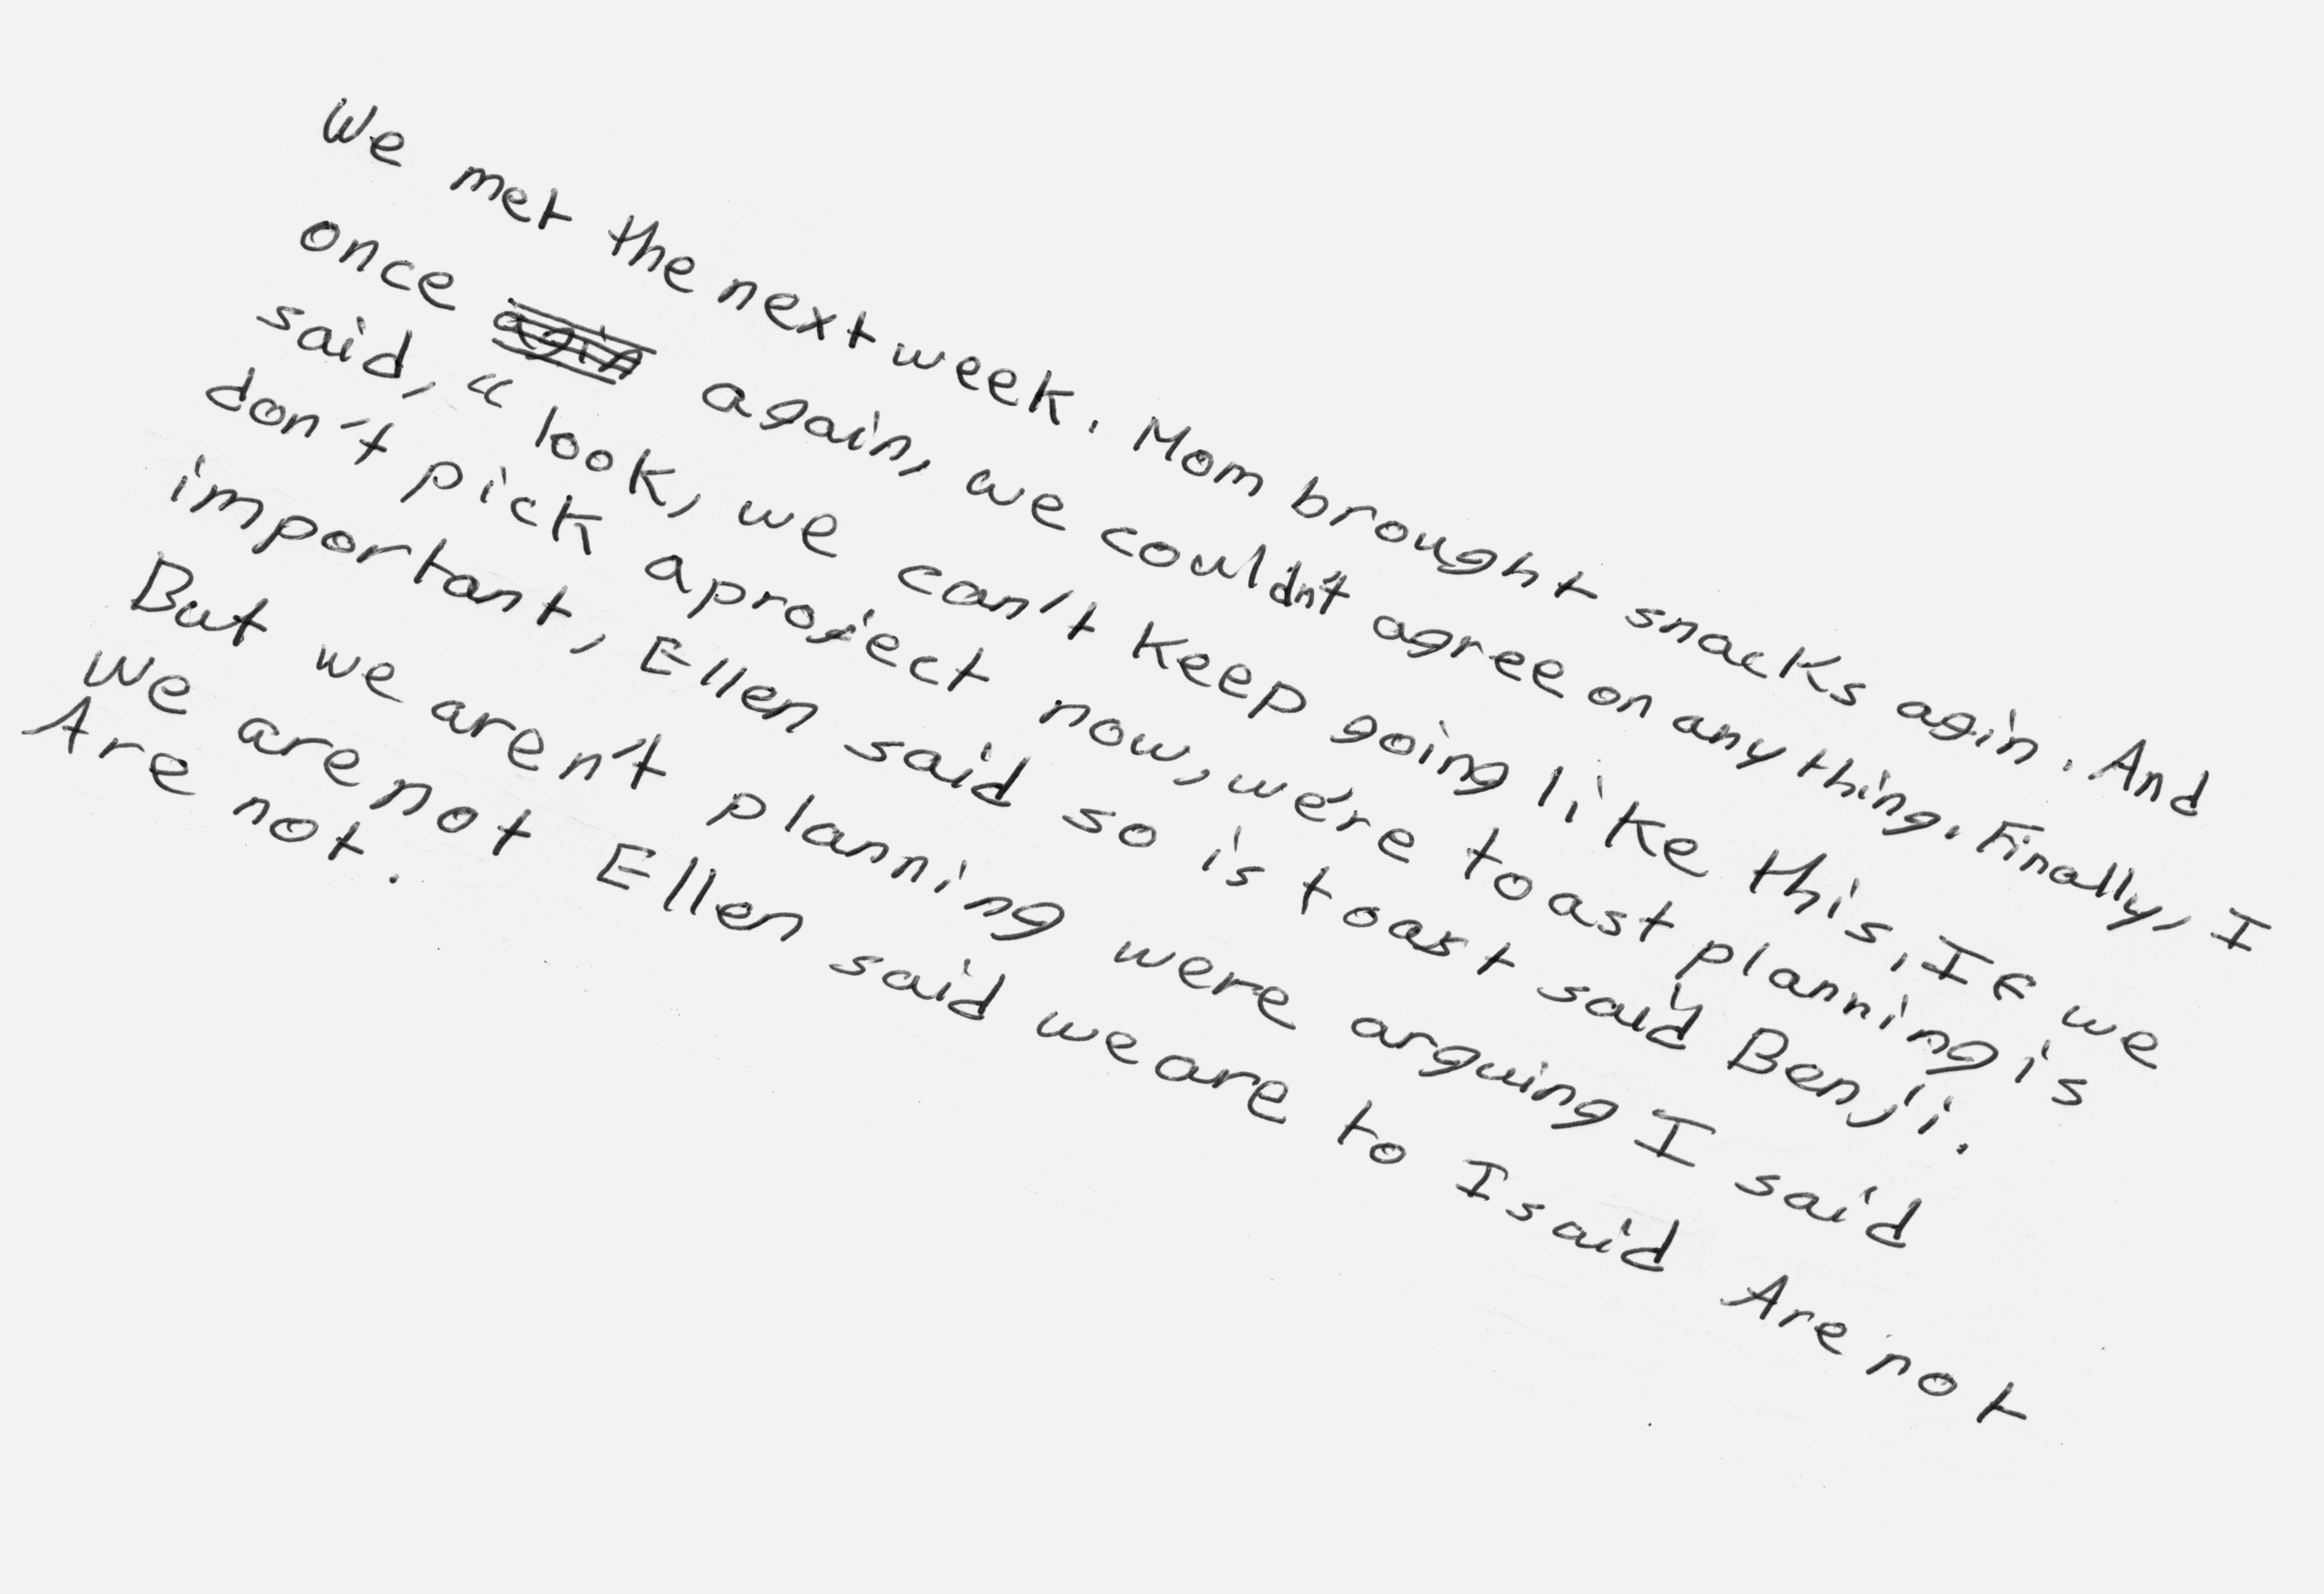 We met the next week. Mom brought snacks agin. And
once again, we couldn't agree on any thing. Finally, I
said, "look, we can't keep going like this. If we
don't pick a project now, we're toast planning is
important, Ellen said so is toast said Benji.
But we aren't planning were arguing I said
we are not Ellen said we are to I said Are not
Are not.